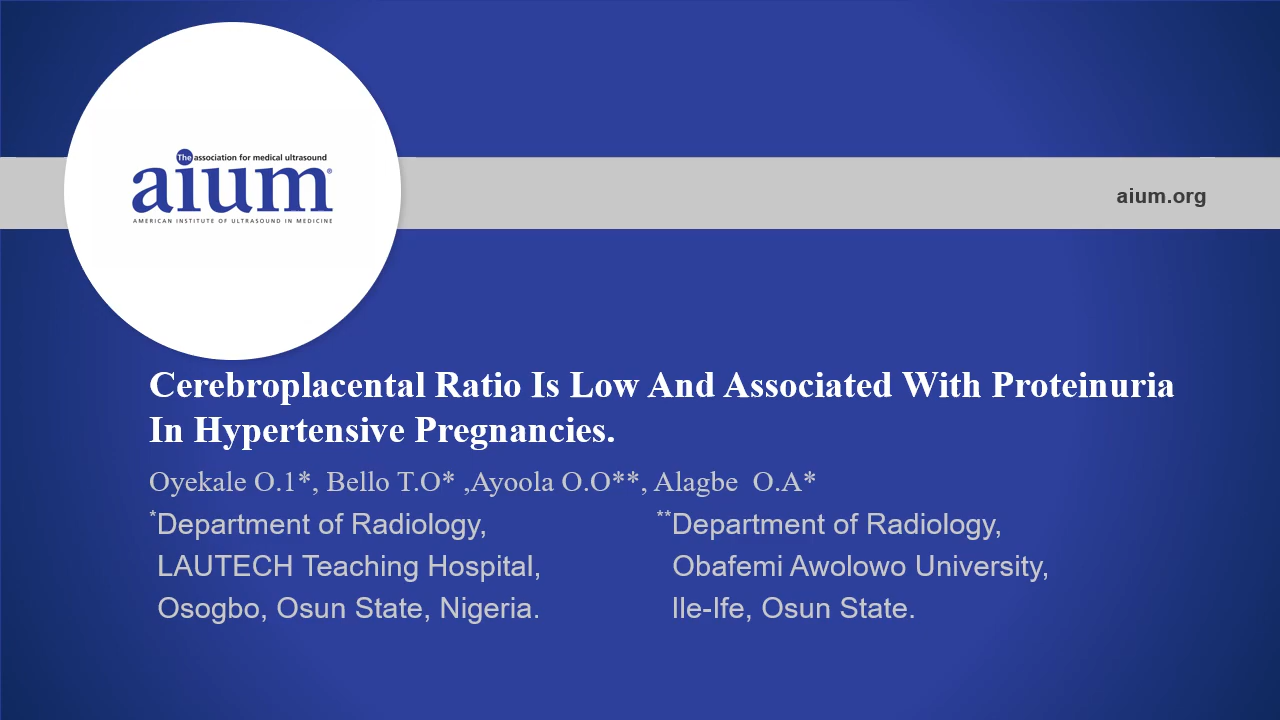 The association for medical ultrasound
aium®
AMERICAN INSTITUTE OF ULTRASOUND IN MEDICINE
aium.org
Cerebroplacental Ratio Is Low And Associated With Proteinuria
In Hypertensive Pregnancies.
Oyekale O.1*, Bello T.O* ,Ayoola O.O**, Alagbe  O.A*
*Department of Radiology,
LAUTECH Teaching Hospital,
Osogbo, Osun State, Nigeria.
**Department of Radiology,
Obafemi Awolowo University,
Ile-Ife, Osun State.